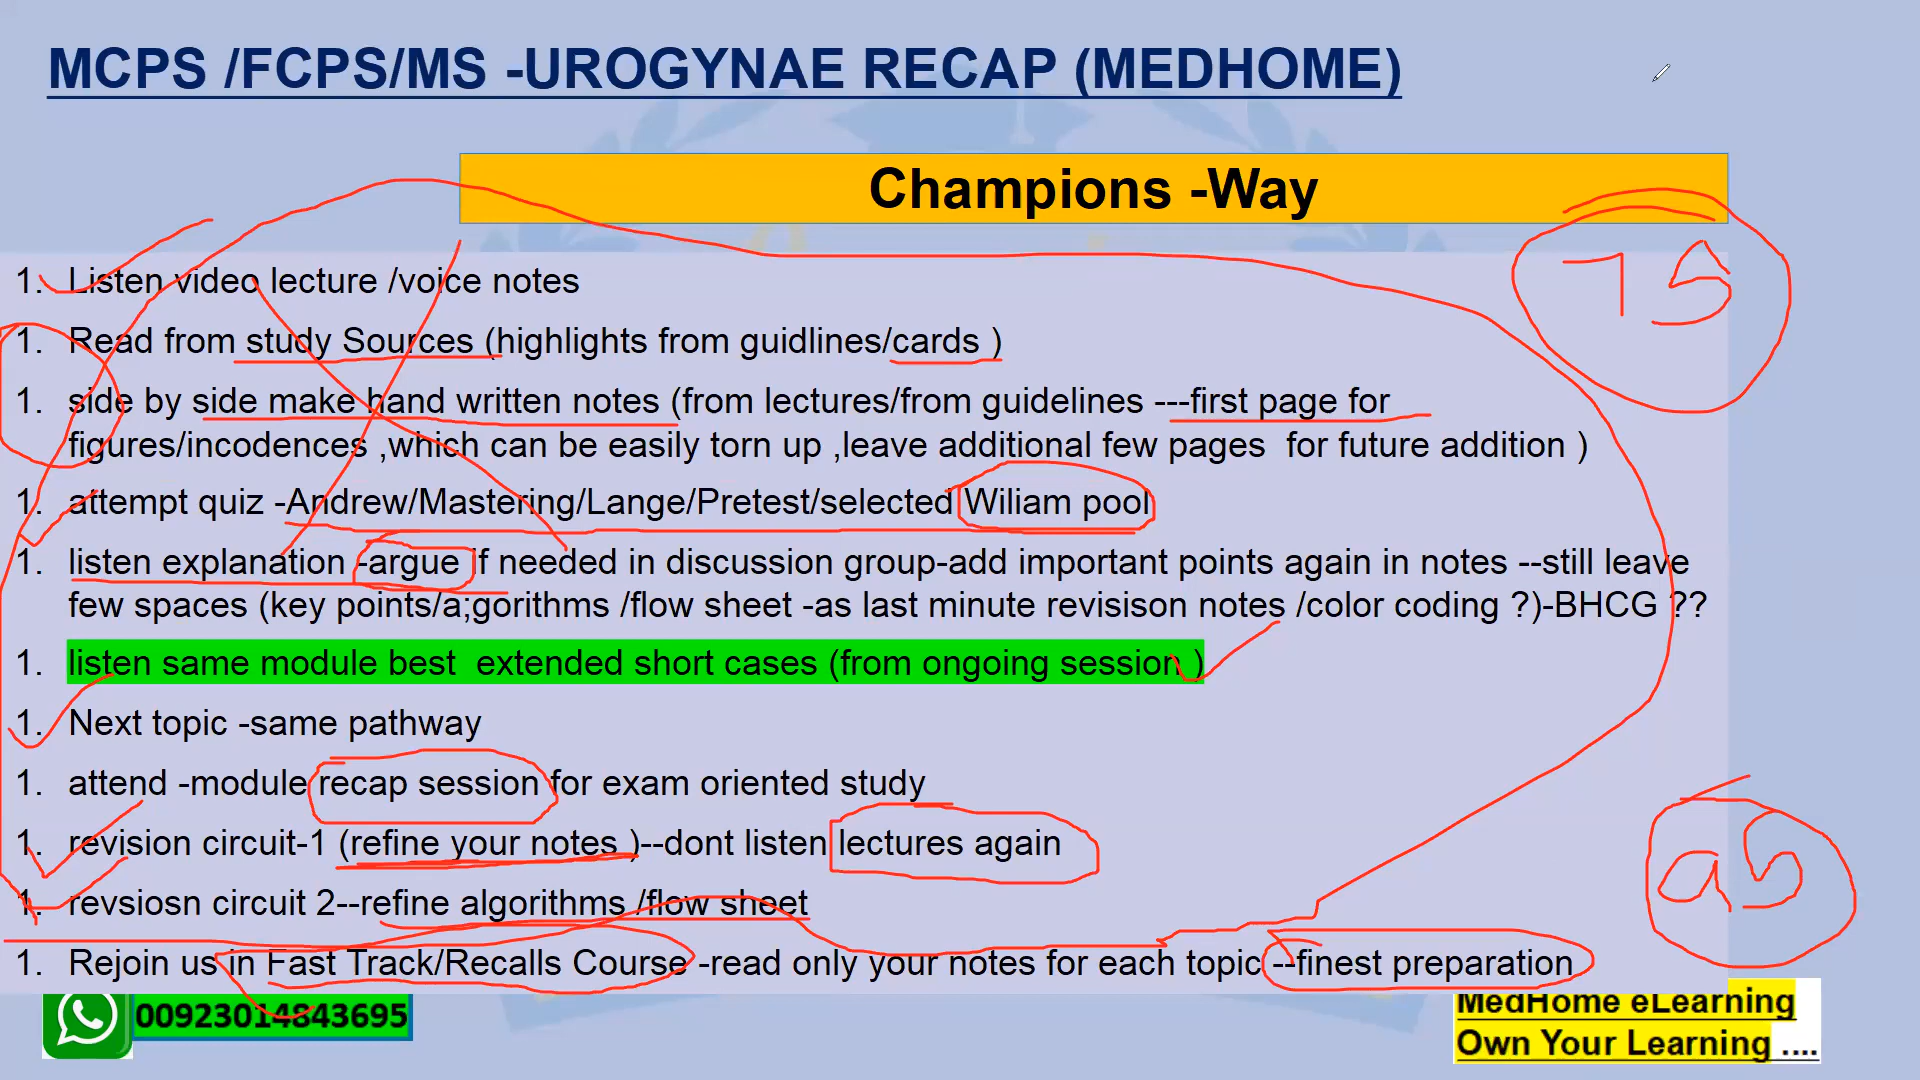 MCPS /FCPS/MS -UROGYNAE RECAP (MEDHOME)
Champions -Way
1. Listen video lecture /voice notes
1. Read from study Sources (highlights from guidlines/cards )
1. side by side make hand written notes (from lectures/from guidelines ---first page for
figures/incodences ,which can be easily torn up ,leave additional few pages for future addition )
1. attempt quiz -Andrew/Mastering/Lange/Pretest/selected Wiliam pool
1. listen explanation -argue if needed in discussion group-add important points again in notes --still leave
few spaces (key points/a;gorithms /flow sheet -as last minute revisison notes /color coding ?)-BHCG ??
1. listen same module best extended short cases (from ongoing session )
1. Next topic -same pathway
1. attend -module recap session for exam oriented study
1. revision circuit-1 (refine your notes )--dont listen lectures again
1. revsiosn circuit 2--refine algorithms /flow sheet
1. Rejoin us in Fast Track/Recalls Course -read only your notes for each topic --finest preparation
00923014843695
MedHome eLearning
Own Your Learning ....